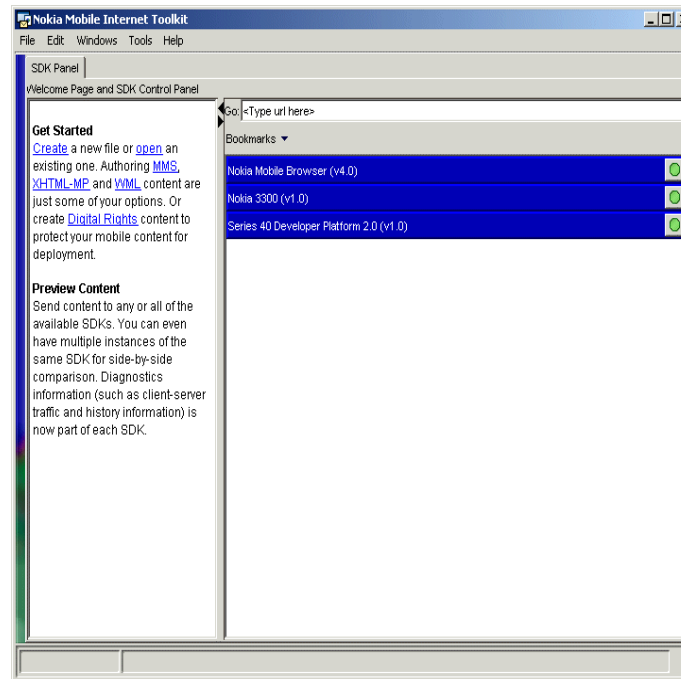 Nokia Mobile Internet Toolkit
File Edit Windows Tools Help
SDK Panel
Welcome Page and SDK Control Panel
Get Started
Create a new file or open an
existing one. Authoring MMS,
XHTML-MP and WML content are
just some of your options. Or
create Digital Rights content to
protect your mobile content for
deployment.
Preview Content
Send content to any or all of the
available SDKs. You can even
have multiple instances of the
same SDK for side-by-side
comparison. Diagnostics
information (such as client-server
traffic and history information) is
now part of each SDK.
Go: <Type url here>
Bookmarks
Nokia Mobile Browser (v4.0)
Nokia 3300 (v1.0)
Series 40 Developer Platform 2.0 (v1.0)